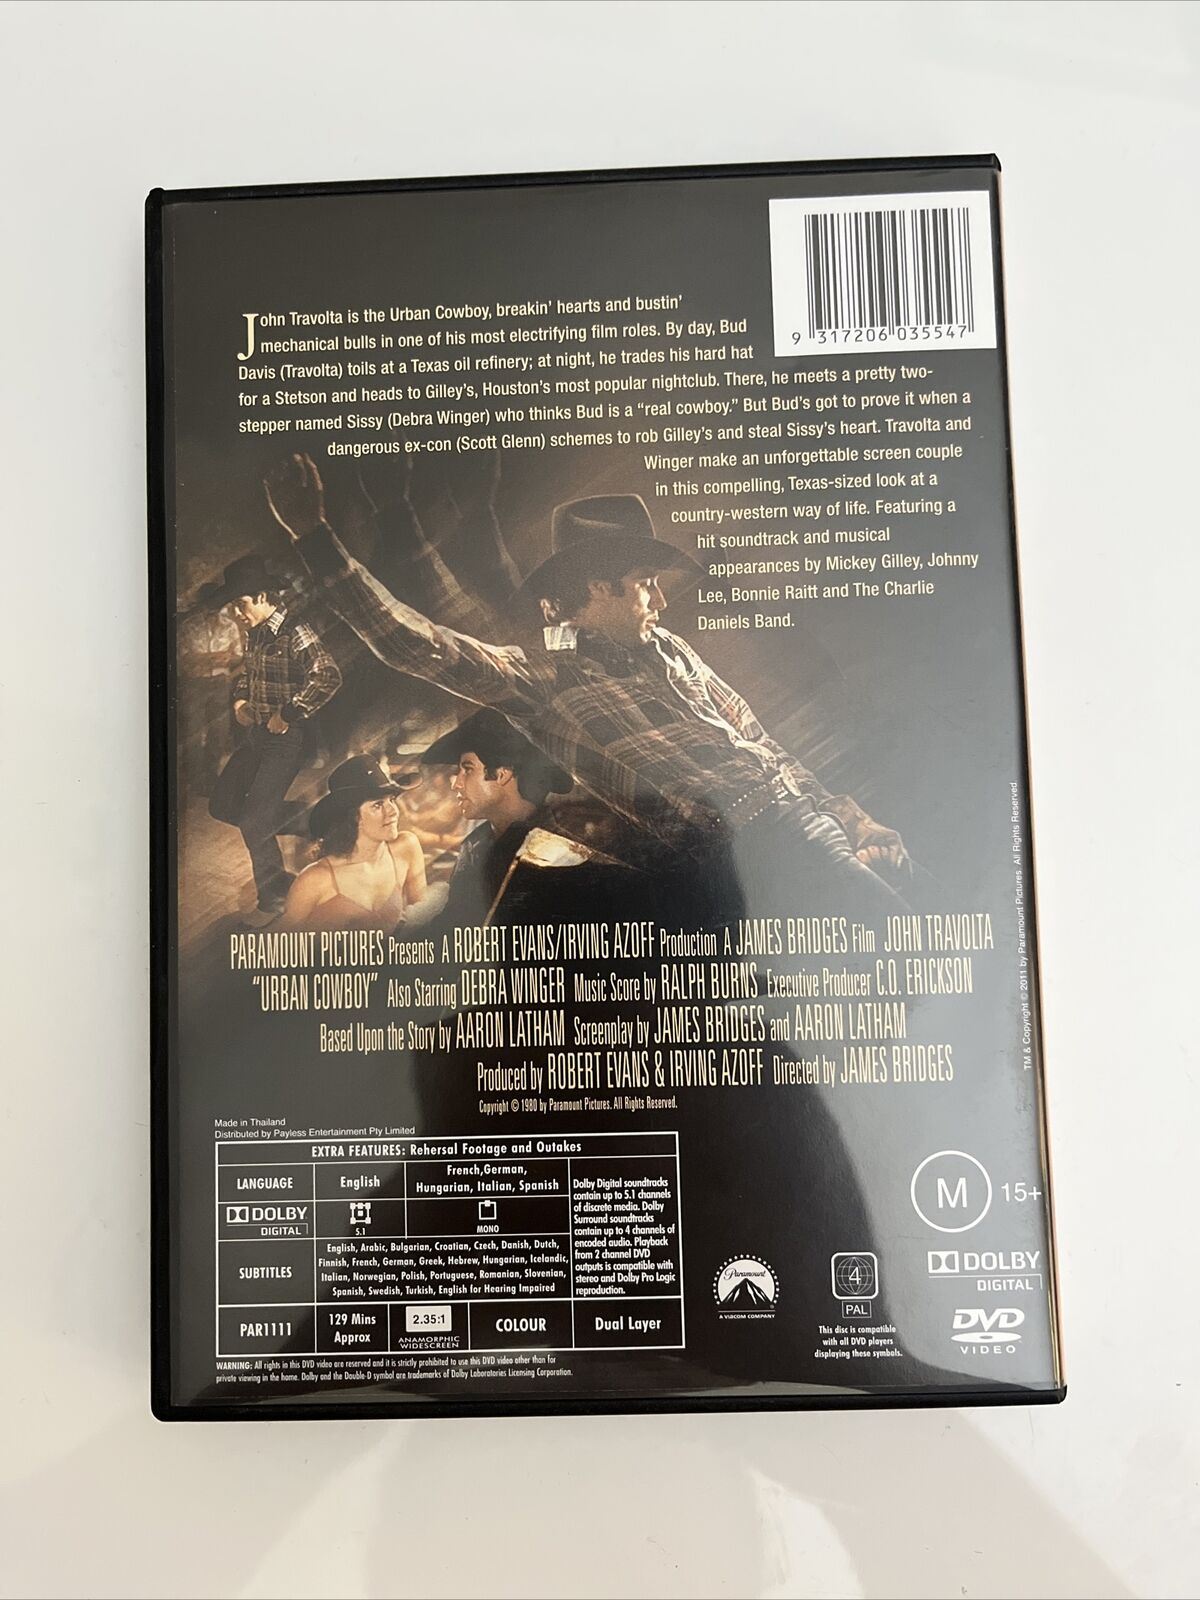 9 317206 035547
John Travolta is the Urban Cowboy, breakin' hearts and bustin'
mechanical bulls in one of his most electrifying film roles. By day, Bud
Davis (Travolta) toils at a Texas oil refinery; at night, he trades his hard hat
for a Stetson and heads to Gilley's, Houston's most popular nightclub. There, he meets a pretty two-
stepper named Sissy (Debra Winger) who thinks Bud is a “real cowboy.” But Bud's got to prove it when a
dangerous ex-con (Scott Glenn) schemes to rob Gilley's and steal Sissy's heart. Travolta and
Winger make an unforgettable screen couple
in this compelling, Texas-sized look at a
country-western way of life. Featuring a
hit soundtrack and musical
appearances by Mickey Gilley, Johnny
Lee, Bonnie Raitt and The Charlie
Daniels Band.
TM & Copyright © 2011 by Paramount Pictures. All Rights Reserved
PARAMOUNT PICTURES Presents A ROBERT EVANS/IRVING AZOFF Production A JAMES BRIDGES Film JOHN TRAVOLTA
“URBAN COWBOY” Also Starring DEBRA WINGER Music Score by RALPH BURNS Executive Producer C.O. ERICKSON
Based Upon the Story by AARON LATHAM Screenplay by JAMES BRIDGES and AARON LATHAM
Produced by ROBERT EVANS & IRVING AZOFF Directed by JAMES BRIDGES
Copyright © 1980 by Paramount Pictures. All Rights Reserved.
Made in Thailand
Distributed by Payless Entertainment Pty Limited
EXTRA FEATURES: Rehersal Footage and Outakes
LANGUAGE
English
French,German,
Hungarian, Italian, Spanish
DOLBY
DIGITAL
5.1
MONO
Dolby Digital soundtracks
contain up to 5.1 channels
of discrete media. Dolby
Surround soundtracks
contain up to 4 channels of
encoded audio. Playback
from 2 channel DVD
outputs is compatible with
stereo and Dolby Pro Logic
reproduction.
SUBTITLES
English, Arabic, Bulgarian, Croatian, Czech, Danish, Dutch,
Finnish, French, German, Greek, Hebrew, Hungarian, Icelandic,
Italian, Norwegian, Polish, Portuguese, Romanian, Slovenian,
Spanish, Swedish, Turkish, English for Hearing Impaired
PAR1111
129 Mins
Approx
2.35:1
ANAMORPHIC
WIDESCREEN
COLOUR
Dual Layer
WARNING: All rights in this DVD video are reserved and it is strictly prohibited to use this DVD video other than for
private viewing in the home. Dolby and the Double-D symbol are trademarks of Dolby Laboratories Licensing Corporation.
Paramount
A VIACOM COMPANY
4
PAL
This disc is compatible
with all DVD players
displaying these symbols.
M 15+
DOLBY
DIGITAL
DVD
VIDEO